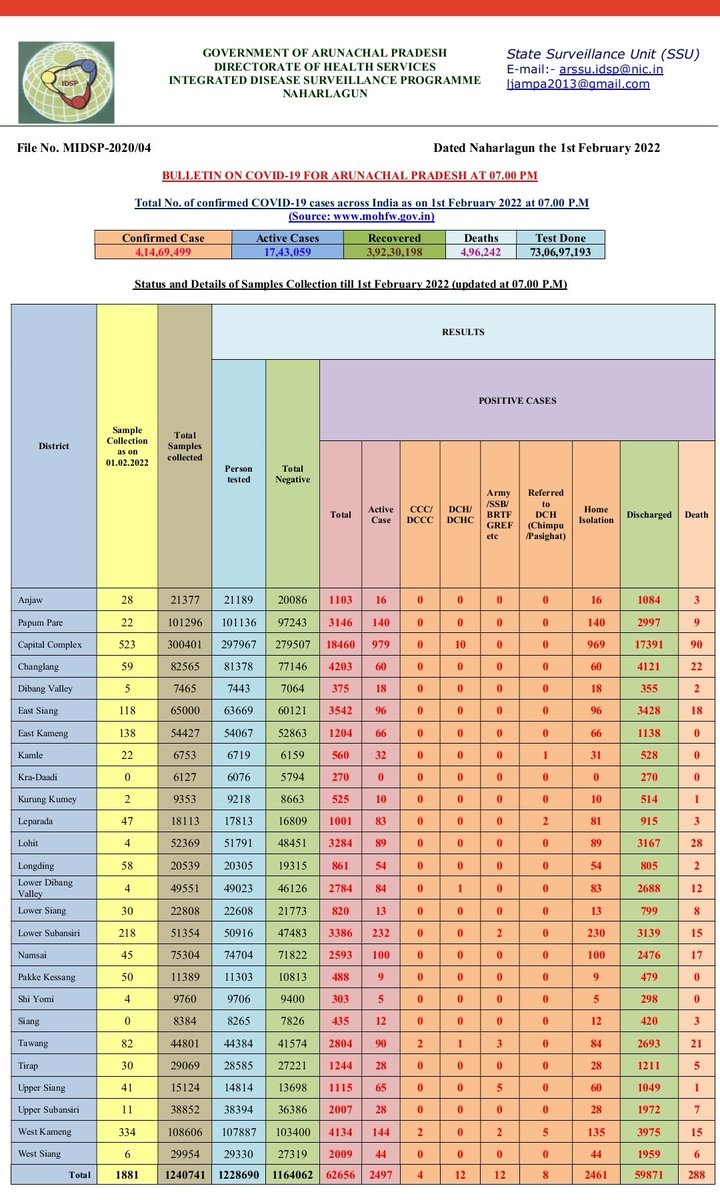 IDSP
GOVERNMENT OF ARUNACHAL PRADESH
DIRECTORATE OF HEALTH SERVICES
INTEGRATED DISEASE SURVEILLANCE PROGRAMME
NAHARLAGUN
State Surveillance Unit (SSU)
E-mail:- arssu.idsp@nic.in
ljampa2013@gmail.com
File No. MIDSP-2020/04 Dated Naharlagun the 1st February 2022
BULLETIN ON COVID-19 FOR ARUNACHAL PRADESH AT 07.00 PM
Total No. of confirmed COVID-19 cases across India as on 1st February 2022 at 07.00 P.M
(Source: www.mohfw.gov.in)
Confirmed Case Active Cases Recovered Deaths Test Done
4,14,69,499 17,43,059 3,92,30,198 4,96,242 73,06,97,193
Status and Details of Samples Collection till 1st February 2022 (updated at 07.00 P.M)
RESULTS
POSITIVE CASES
District
Sample
Collection
as on
01.02.2022
Total
Samples
collected
Person
tested
Total
Negative
Total
Active
Case
CCC/
DCCC
DCH/
DCHC
Army
/SSB/
BRTF
GREF
etc
Referred
to
DCH
(Chimpu
/Pasighat)
Home
Isolation
Discharged
Death
Anjaw 28 21377 21189 20086 1103 16 0 0 0 0 16 1084 3
Papum Pare 22 101296 101136 97243 3146 140 0 0 0 0 140 2997 9
Capital Complex 523 300401 297967 279507 18460 979 0 10 0 0 969 17391 90
Changlang 59 82565 81378 77146 4203 60 0 0 0 0 60 4121 22
Dibang Valley 5 7465 7443 7064 375 18 0 0 0 0 18 355 2
East Siang 118 65000 63669 60121 3542 96 0 0 0 0 96 3428 18
East Kameng 138 54427 54067 52863 1204 66 0 0 0 0 66 1138 0
Kamle 22 6753 6719 6159 560 32 0 0 0 1 31 528 0
Kra-Daadi 0 6127 6076 5794 270 0 0 0 0 0 0 270 0
Kurung Kumey 2 9353 9218 8663 525 10 0 0 0 0 10 514 1
Leparada 47 18113 17813 16809 1001 83 0 0 0 2 81 915 3
Lohit 4 52369 51791 48451 3284 89 0 0 0 0 89 3167 28
Longding 58 20539 20305 19315 861 54 0 0 0 0 54 805 2
Lower Dibang
Valley 4 49551 49023 46126 2784 84 0 1 0 0 83 2688 12
Lower Siang 30 22808 22608 21773 820 13 0 0 0 0 13 799 8
Lower Subansiri 218 51354 50916 47483 3386 232 0 0 2 0 230 3139 15
Namsai 45 75304 74704 71822 2593 100 0 0 0 0 100 2476 17
Pakke Kessang 50 11389 11303 10813 488 9 0 0 0 0 9 479 0
Shi Yomi 4 9760 9706 9400 303 5 0 0 0 0 5 298 0
Siang 0 8384 8265 7826 435 12 0 0 0 0 12 420 3
Tawang 82 44801 44384 41574 2804 90 2 1 3 0 84 2693 21
Tirap 30 29069 28585 27221 1244 28 0 0 0 0 28 1211 5
Upper Siang 41 15124 14814 13698 1115 65 0 0 5 0 60 1049 1
Upper Subansiri 11 38852 38394 36386 2007 28 0 0 0 0 28 1972 7
West Kameng 334 108606 107887 103400 4134 144 2 0 2 5 135 3975 15
West Siang 6 29954 29330 27319 2009 44 0 0 0 0 44 1959 6
Total 1881 1240741 1228690 1164062 62656 2497 4 12 12 8 2461 59871 288